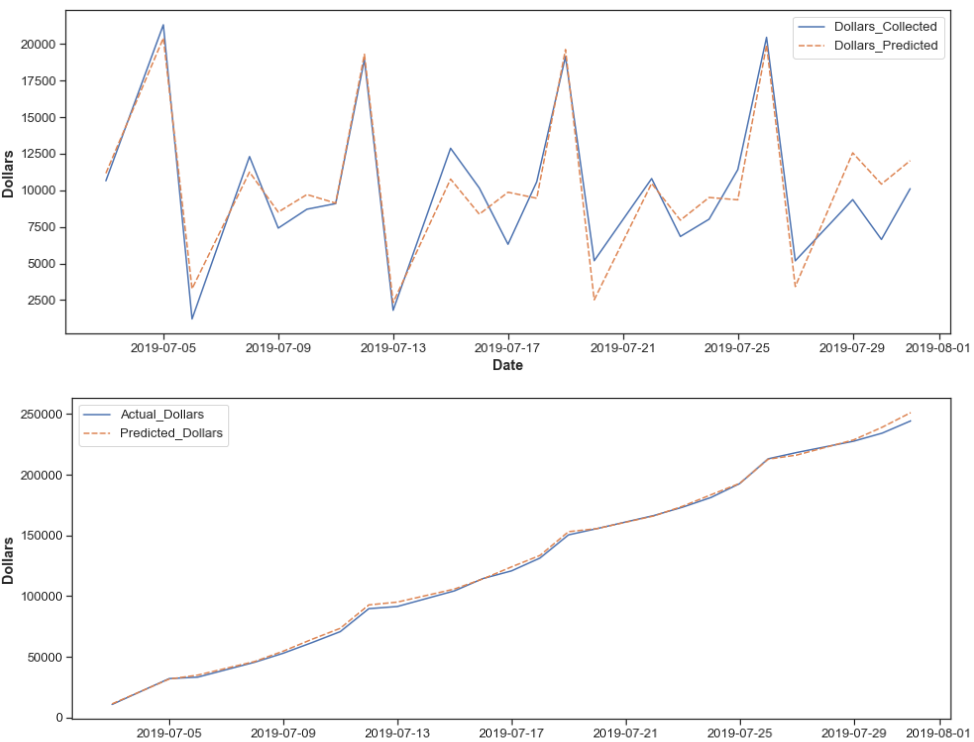 Dollars_Collected
Dollars_Predicted
20000
17500
15000
12500
10000
7500
5000
2500
Dollars
2019-07-05 2019-07-09 2019-07-13 2019-07-17 2019-07-21 2019-07-25 2019-07-29 2019-08-01
Date
Actual_Dollars
Predicted_Dollars
250000
200000
150000
100000
50000
0
Dollars
2019-07-05 2019-07-09 2019-07-13 2019-07-17 2019-07-21 2019-07-25 2019-07-29 2019-08-01